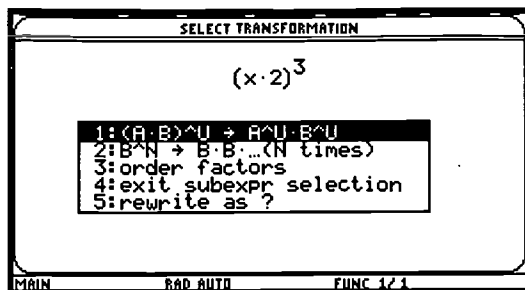 SELECT TRANSFORMATION
(x·2)³
1:(A·B)^U → A^U·B^U
2:B^N → B·B·…(N times)
3:order factors
4:exit subexpr selection
5:rewrite as ?
MAIN RAD AUTO FUNC 1/1